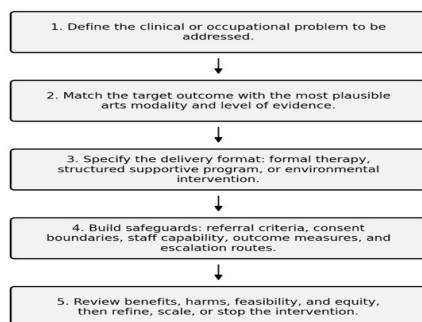 1. Define the clinical or occupational problem to be
addressed.
2. Match the target outcome with the most plausible
arts modality and level of evidence.
3. Specify the delivery format: formal therapy,
structured supportive program, or environmental
intervention.
4. Build safeguards: referral criteria, consent
boundaries, staff capability, outcome measures, and
escalation routes.
5. Review benefits, harms, feasibility, and equity,
then refine, scale, or stop the intervention.